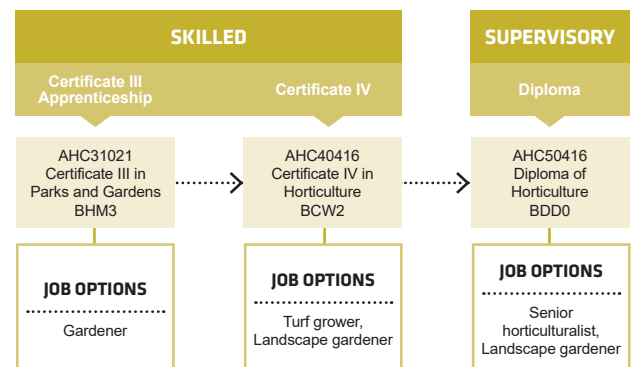 SKILLED
SUPERVISORY
Certificate III
Apprenticeship
Certificate IV
Diploma
AHC31021
Certificate III in
Parks and Gardens
BHM3
AHC40416
Certificate IV in
Horticulture
BCW2
AHC50416
Diploma of
Horticulture
BDD0
JOB OPTIONS
Gardener
JOB OPTIONS
Turf grower,
Landscape gardener
JOB OPTIONS
Senior
horticulturalist,
Landscape gardener